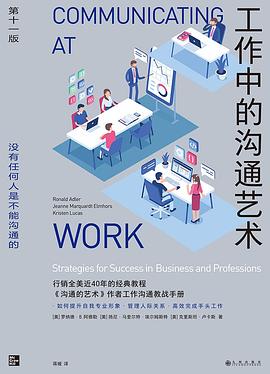 第十一版
COMMUNICATING
AT
WORK
工作中的沟通艺术
没有任何人是不能沟通的
Ronald Adler
Jeanne Marquardt Elmhors
Kristen Lucas
Strategies for Success in Business and Professions
行销全美近40年的经典教程
《沟通的艺术》作者工作沟通教战手册
·如何提升自我专业形象·管理人际关系·高效完成手头工作
[美] 罗纳德·B.阿德勒 [美] 珍尼·马奎尔特·埃尔姆斯特 [美] 克里斯坦·卢卡斯 著
蒋媛 译
九州出版社